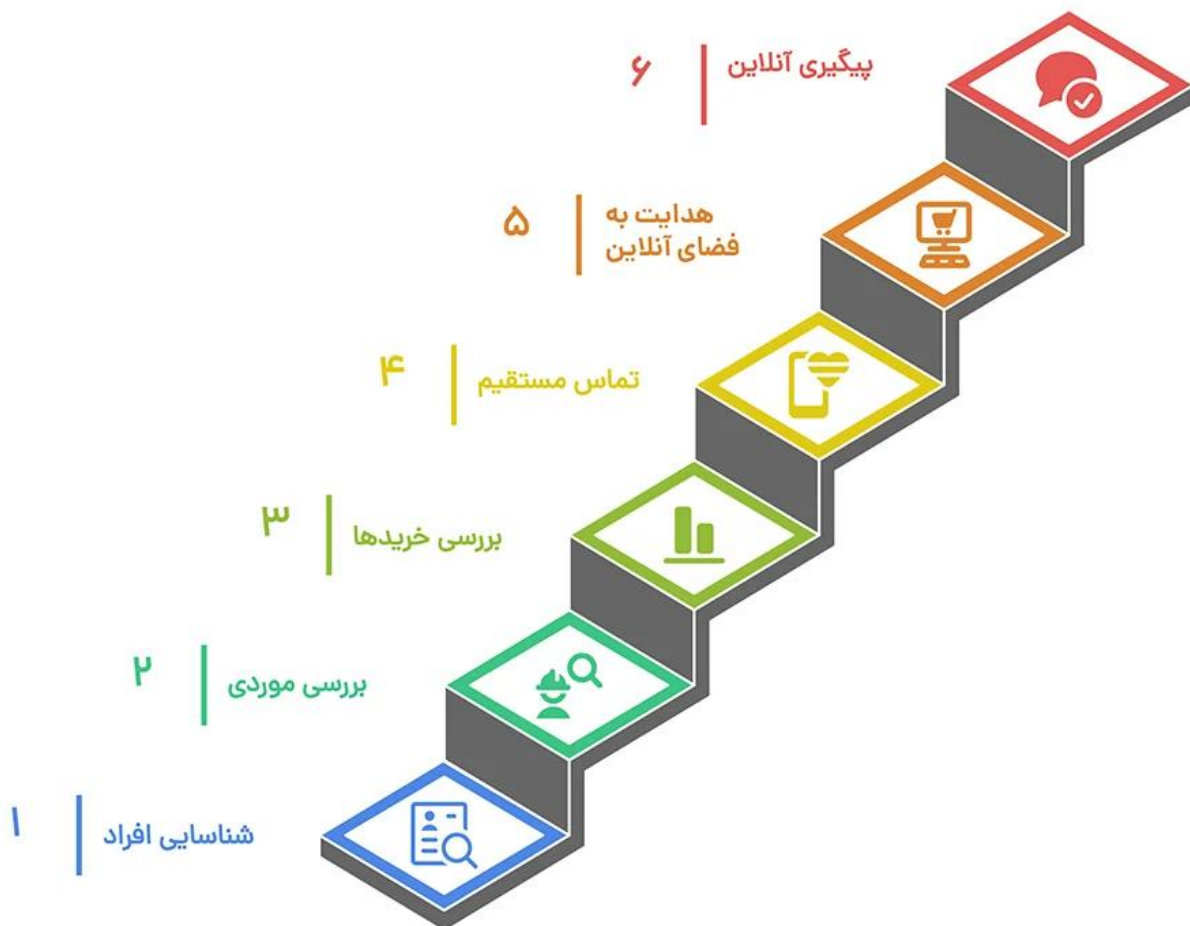 ۶
پیگیری آنلاین
۵
هدایت به
فضای آنلاین
۴
تماس مستقیم
۳
بررسی خریدها
۲
بررسی موردی
۱
شناسایی افراد